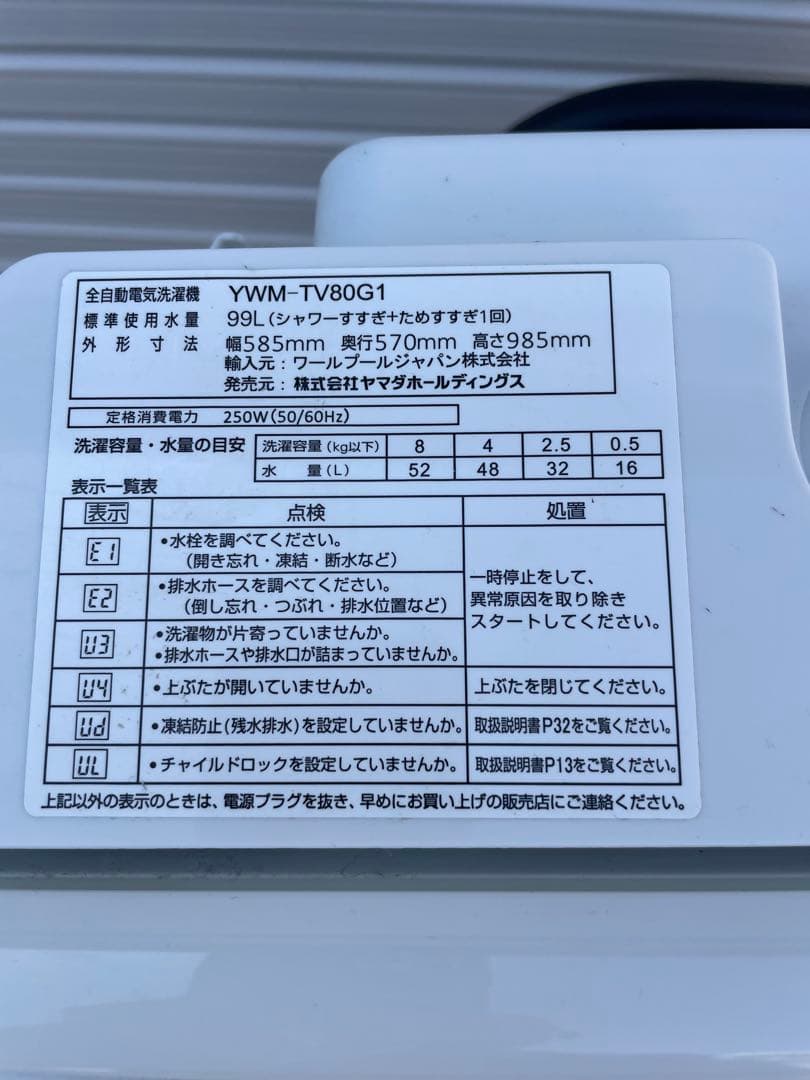 全自動電気洗濯機 YWM-TV80G1
標準使用水量 99L(シャワーすすぎ+ためすすぎ1回)
外形寸法 幅585mm 奥行570mm 高さ985mm
輸入元:ワールプールジャパン株式会社
発売元:株式会社ヤマダホールディングス
定格消費電力 250W(50/60Hz)
洗濯容量・水量の目安 洗濯容量(kg以下) 8 4 2.5 0.5
水量(L) 52 48 32 16
表示一覧表
表示 点検 処置
E1 •水栓を調べてください。
(開き忘れ・凍結・断水など)
E2 •排水ホースを調べてください。
(倒し忘れ・つぶれ・排水位置など)
U3 •洗濯物が片寄っていませんか。
•排水ホースや排水口が詰まっていませんか。
一時停止をして、
異常原因を取り除き
スタートしてください。
U4 •上ぶたが開いていませんか。 上ぶたを閉じてください。
Ud •凍結防止(残水排水)を設定していませんか。 取扱説明書P32をご覧ください。
UL •チャイルドロックを設定していませんか。 取扱説明書P13をご覧ください。
上記以外の表示のときは、電源プラグを抜き、早めにお買い上げの販売店にご連絡ください。